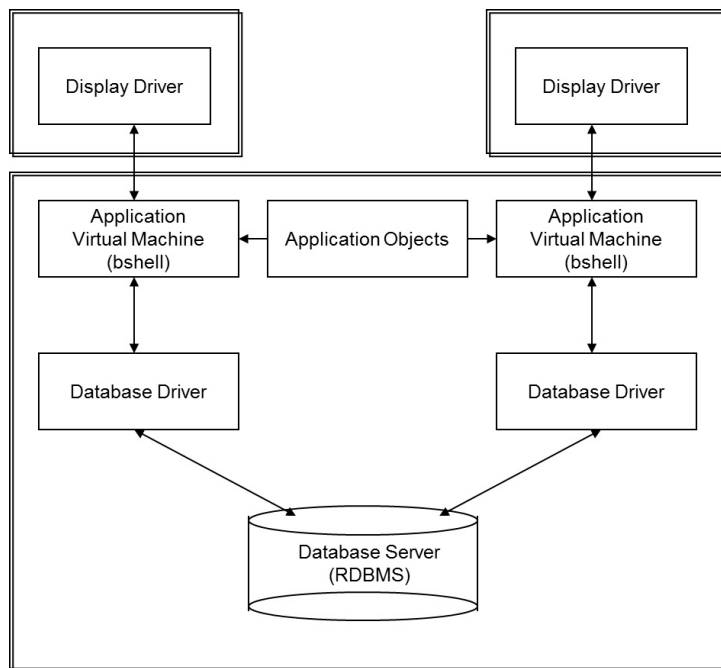 Display Driver
Display Driver
Application
Virtual Machine
(bshell)
Application Objects
Application
Virtual Machine
(bshell)
Database Driver
Database Driver
Database Server
(RDBMS)